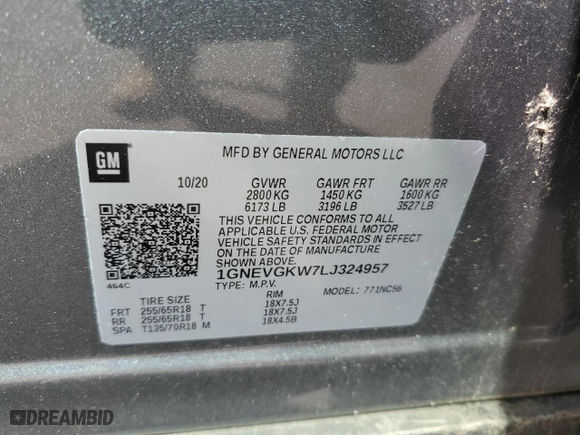 GM
MFD BY GENERAL MOTORS LLC
10/20 GVWR GAWR FRT GAWR RR
2800 KG 1450 KG 1600 KG
6173 LB 3196 LB 3527 LB
THIS VEHICLE CONFORMS TO ALL
APPLICABLE U.S. FEDERAL MOTOR
VEHICLE SAFETY STANDARDS IN EFFECT
ON THE DATE OF MANUFACTURE
SHOWN ABOVE.
464C
1GNEVGKW7LJ324957
TYPE: M.P.V. MODEL: 771NC56
TIRE SIZE RIM
FRT 255/65R18 T 18X7.5J
RR 255/65R18 T 18X7.5J
SPA T135/70R18 M 18X4.5B
DREAMBID